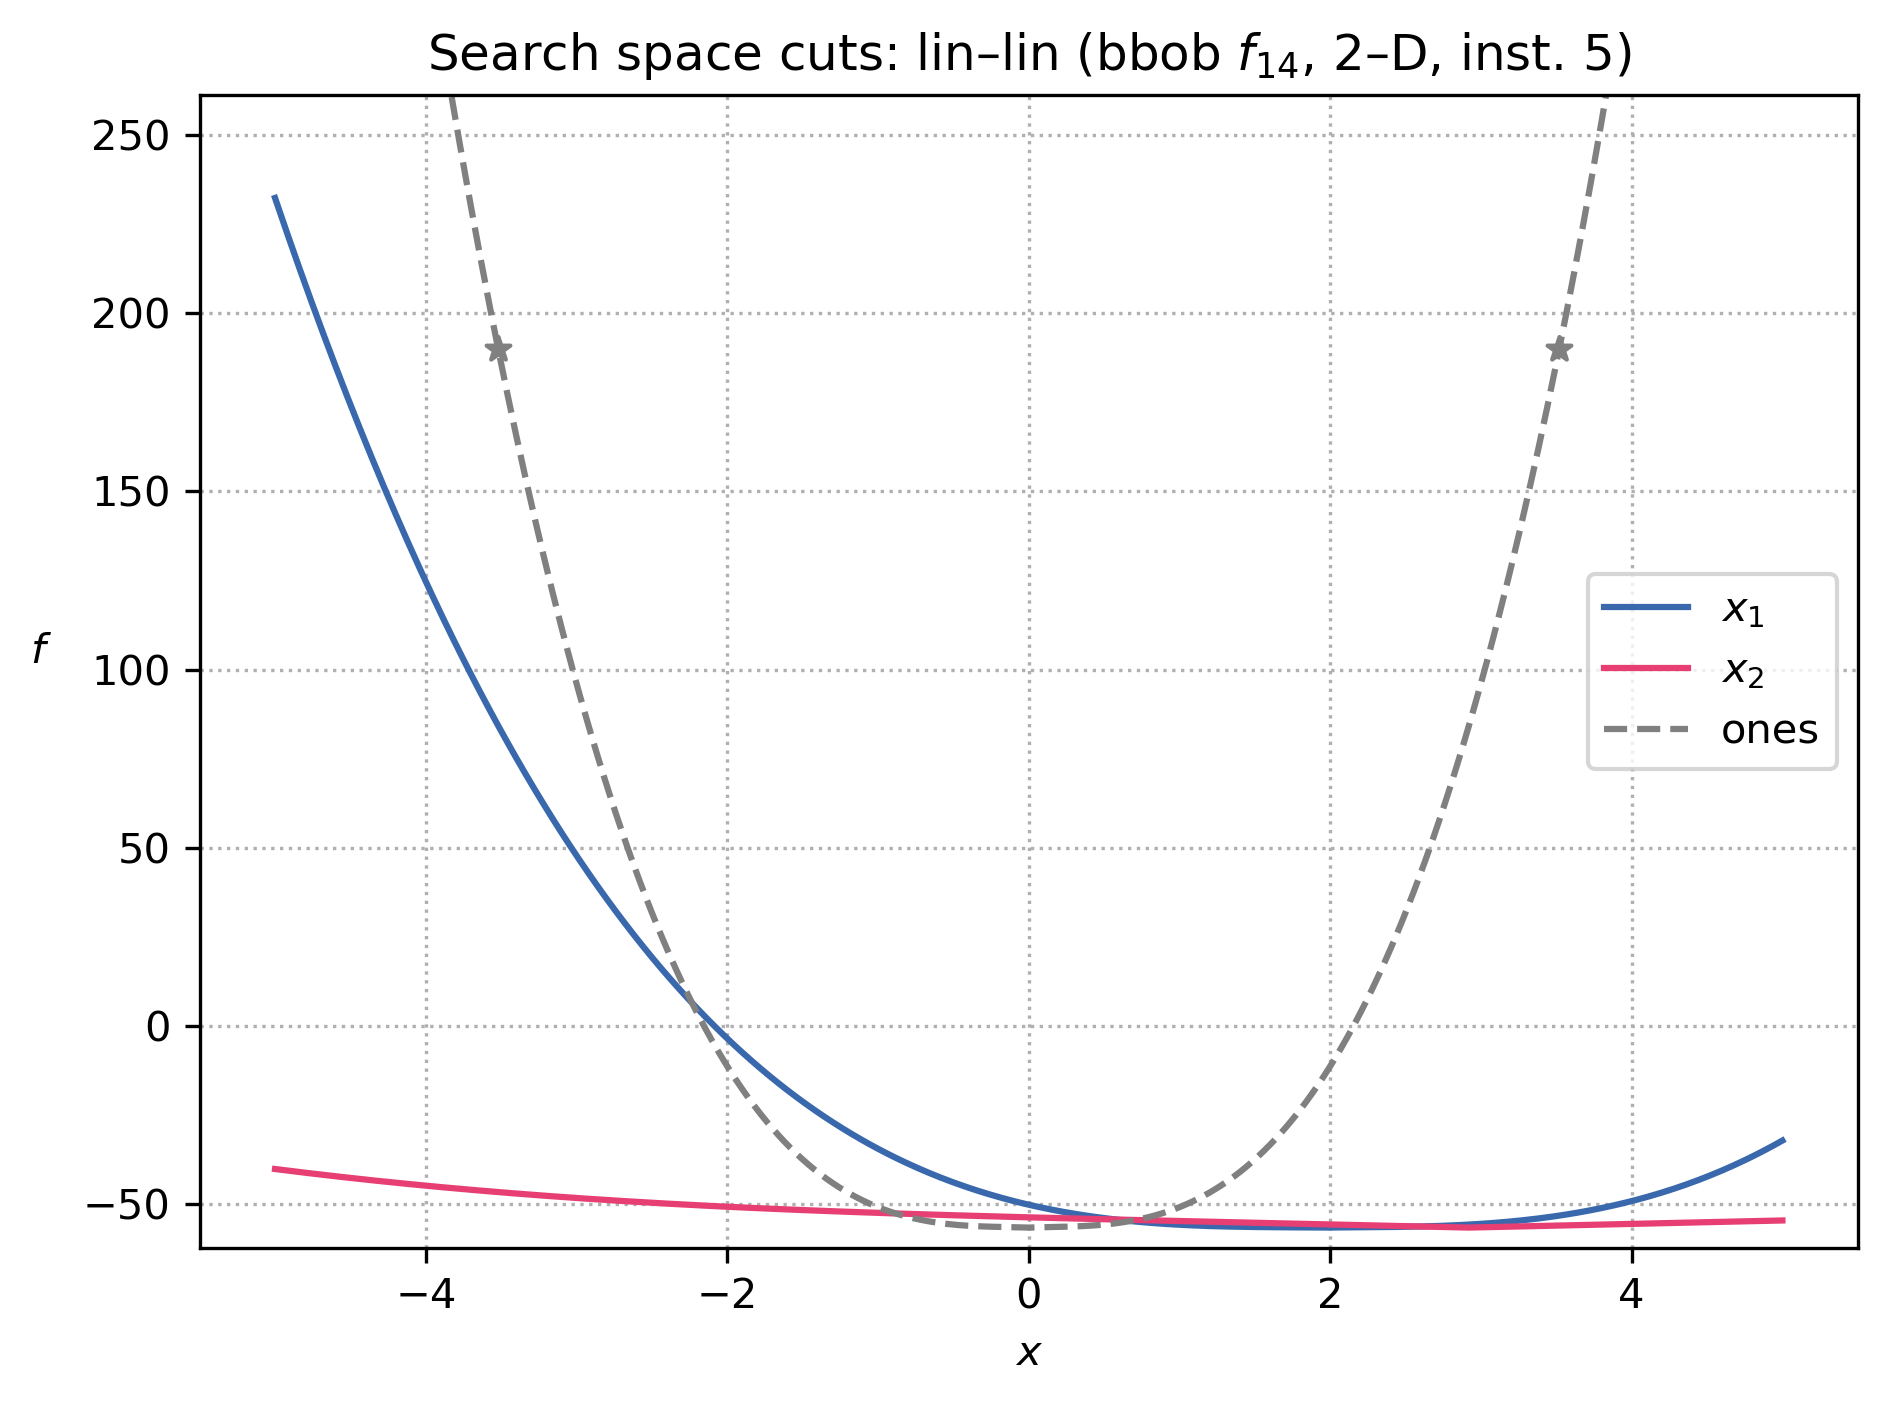 Search space cuts: lin–lin (bbob f₁₄, 2–D, inst. 5)
250
200
150
100
50
0
−50
f
x₁
x₂
ones
−4
−2
0
2
4
x